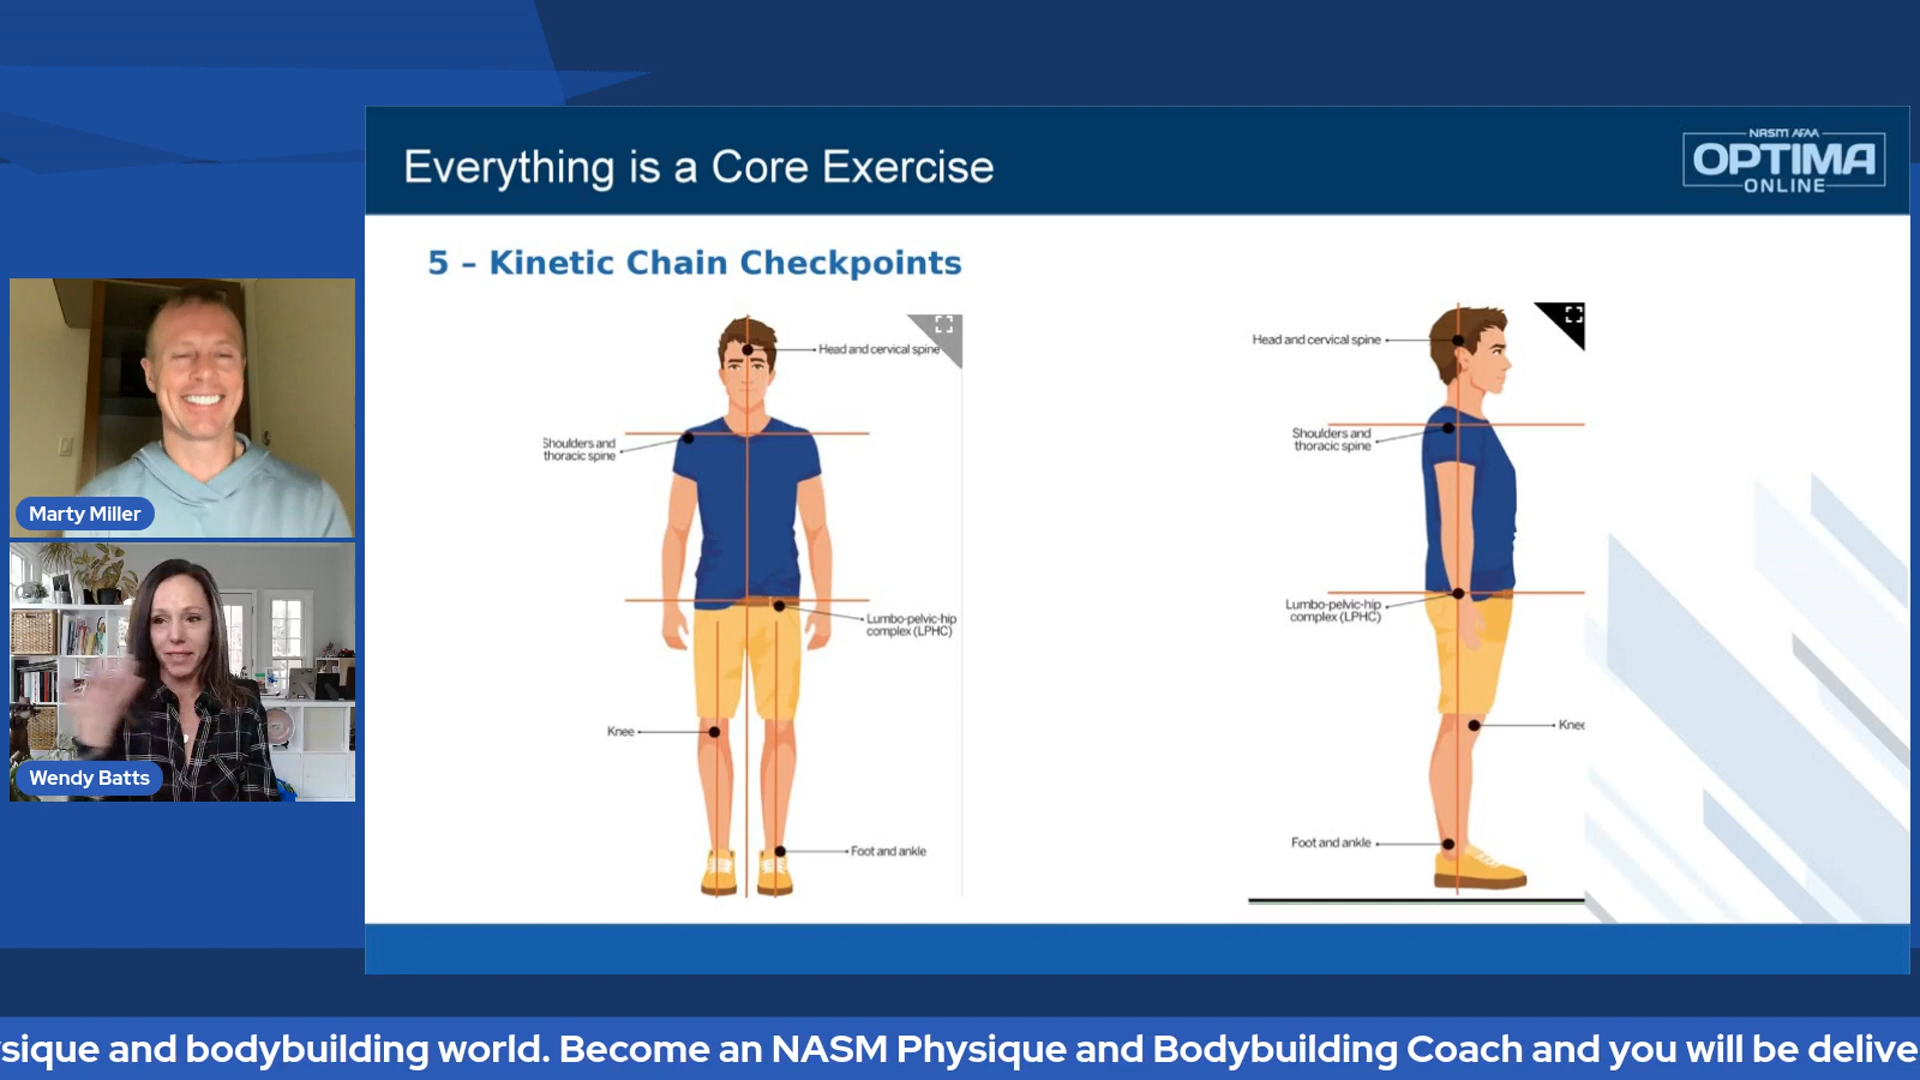 Everything is a Core Exercise
NASM AFAA
OPTIMA
ONLINE
5 – Kinetic Chain Checkpoints
Head and cervical spine
Shoulders and
thoracic spine
Lumbo-pelvic-hip
complex (LPHC)
Knee
Foot and ankle
Head and cervical spine
Shoulders and
thoracic spine
Lumbo-pelvic-hip
complex (LPHC)
Knee
Foot and ankle
Marty Miller
Wendy Batts
sique and bodybuilding world. Become an NASM Physique and Bodybuilding Coach and you will be delive